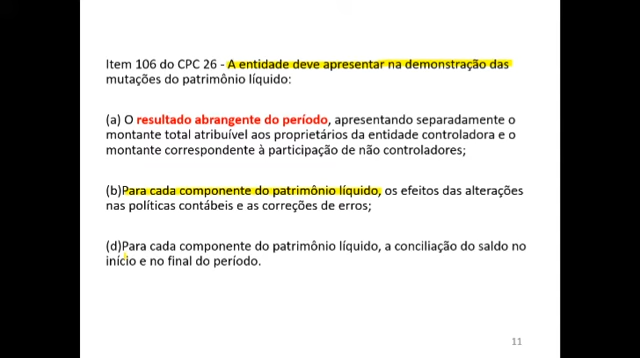 Item 106 do CPC 26 - A entidade deve apresentar na demonstração das
mutações do patrimônio líquido:
(a) O resultado abrangente do período, apresentando separadamente o
montante total atribuível aos proprietários da entidade controladora e o
montante correspondente à participação de não controladores;
(b)Para cada componente do patrimônio líquido, os efeitos das alterações
nas políticas contábeis e as correções de erros;
(d)Para cada componente do patrimônio líquido, a conciliação do saldo no
início e no final do período.
11